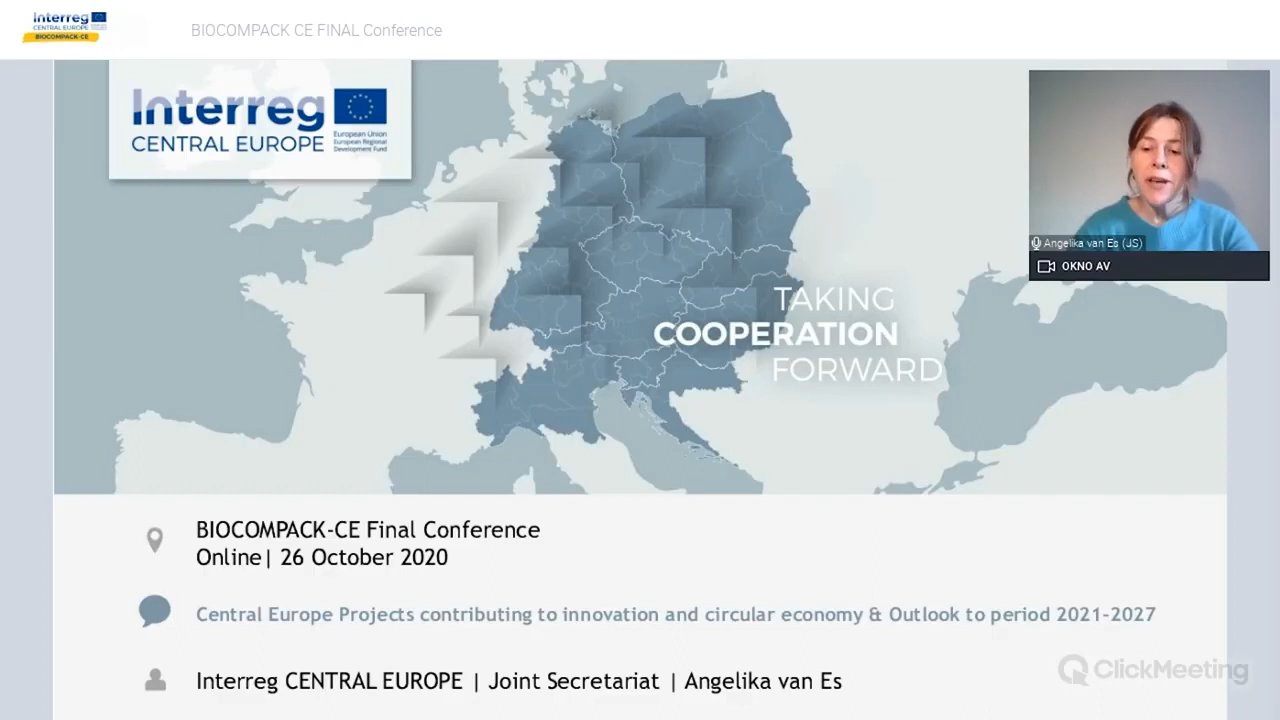 Interreg
CENTRAL EUROPE
BIOCOMPACK-CE
BIOCOMPACK CE FINAL Conference
Interreg
CENTRAL EUROPE
European Union
European Regional
Development Fund
Angelika van Es (JS)
OKNO AV
TAKING
COOPERATION
FORWARD
BIOCOMPACK-CE Final Conference
Online| 26 October 2020
Central Europe Projects contributing to innovation and circular economy & Outlook to period 2021-2027
Interreg CENTRAL EUROPE | Joint Secretariat | Angelika van Es
ClickMeeting